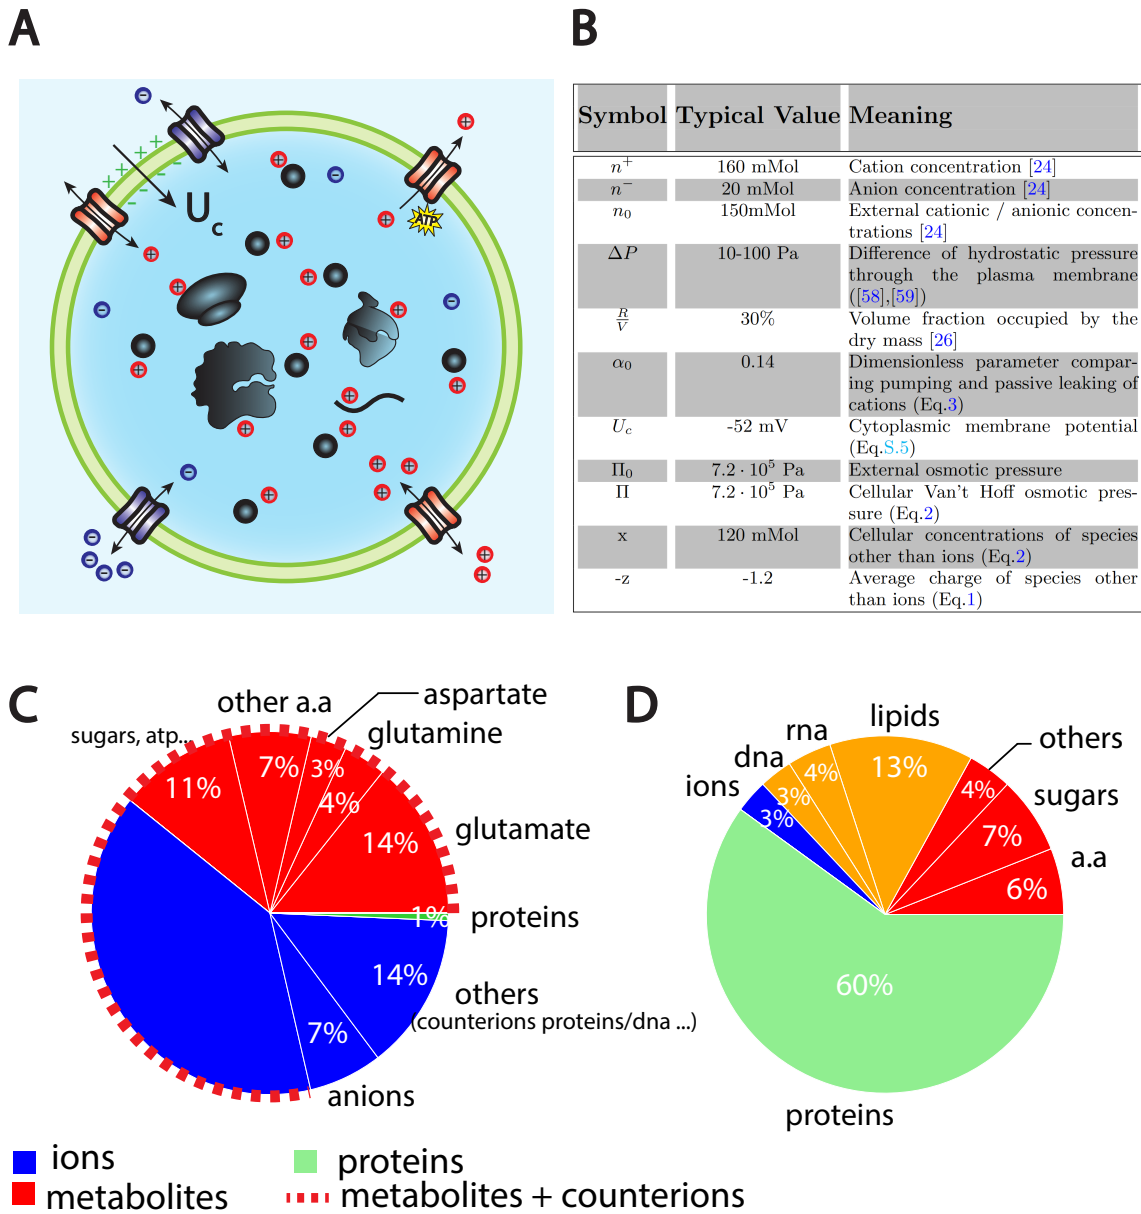 A
B
+
-
U
c
ATP
Symbol Typical Value Meaning
n⁺ 160 mMol Cation concentration [24]
n⁻ 20 mMol Anion concentration [24]
n₀ 150mMol External cationic / anionic concen-
trations [24]
ΔP 10-100 Pa Difference of hydrostatic pressure
through the plasma membrane
([58],[59])
R/V 30% Volume fraction occupied by the
dry mass [26]
α₀ 0.14 Dimensionless parameter compar-
ing pumping and passive leaking of
cations (Eq.3)
U_c -52 mV Cytoplasmic membrane potential
(Eq.S.5)
Π₀ 7.2 · 10⁵ Pa External osmotic pressure
Π 7.2 · 10⁵ Pa Cellular Van't Hoff osmotic pres-
sure (Eq.2)
x 120 mMol Cellular concentrations of species
other than ions (Eq.2)
-z -1.2 Average charge of species other
than ions (Eq.1)
C
sugars, atp...
other a.a
aspartate
glutamine
glutamate
proteins
others
(counterions proteins/dna ...)
anions
11%
7%
3%
4%
14%
1%
14%
7%
D
ions
dna
rna
lipids
others
sugars
a.a
proteins
3%
3%
4%
13%
4%
7%
6%
60%
ions
proteins
metabolites
metabolites + counterions